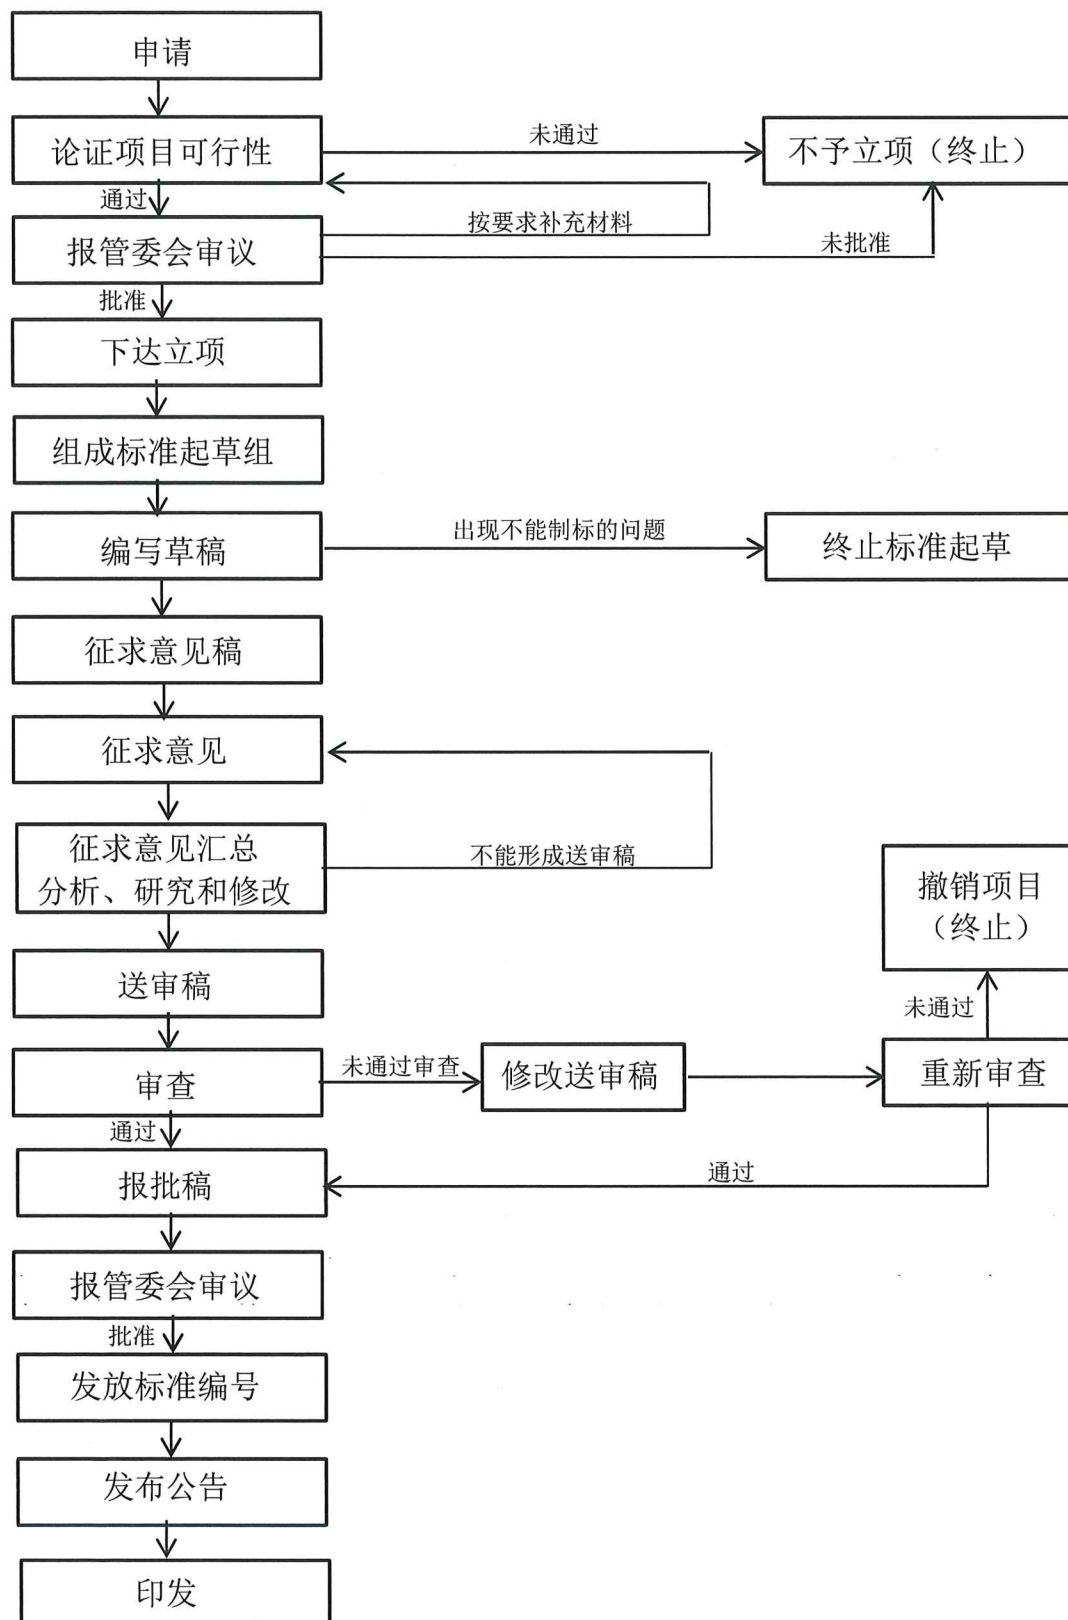 申请
论证项目可行性
未通过
不予立项（终止）
通过
按要求补充材料
报管委会审议
未批准
批准
下达立项
组成标准起草组
编写草稿
出现不能制标的问题
终止标准起草
征求意见稿
征求意见
征求意见汇总
分析、研究和修改
不能形成送审稿
撤销项目
（终止）
送审稿
未通过
审查
未通过审查
修改送审稿
重新审查
通过
报批稿
通过
报管委会审议
批准
发放标准编号
发布公告
印发